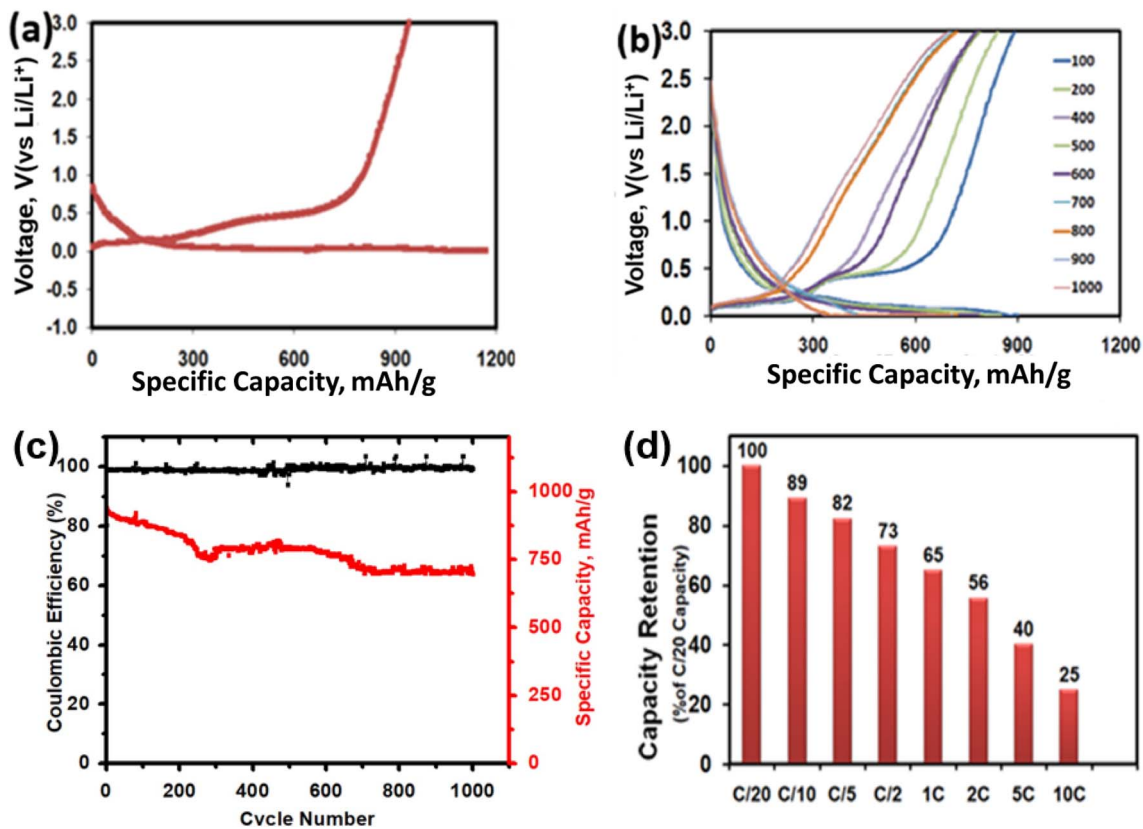 (a)
3.0
2.5
2.0
1.5
1.0
0.5
0.0
-0.5
-1.0
Voltage, V(vs Li/Li⁺)
0 300 600 900 1200
Specific Capacity, mAh/g
(b)
3.0
2.5
2.0
1.5
1.0
0.5
0.0
Voltage, V(vs Li/Li⁺)
100
200
400
500
600
700
800
900
1000
0 300 600 900 1200
Specific Capacity, mAh/g
(c)
100
80
60
40
20
0
Coulombic Efficiency (%)
1000
750
500
250
0
Specific Capacity, mAh/g
0 200 400 600 800 1000
Cycle Number
(d)
100
80
60
40
20
0
Capacity Retention
(%of C/20 Capacity)
100
89
82
73
65
56
40
25
C/20 C/10 C/5 C/2 1C 2C 5C 10C